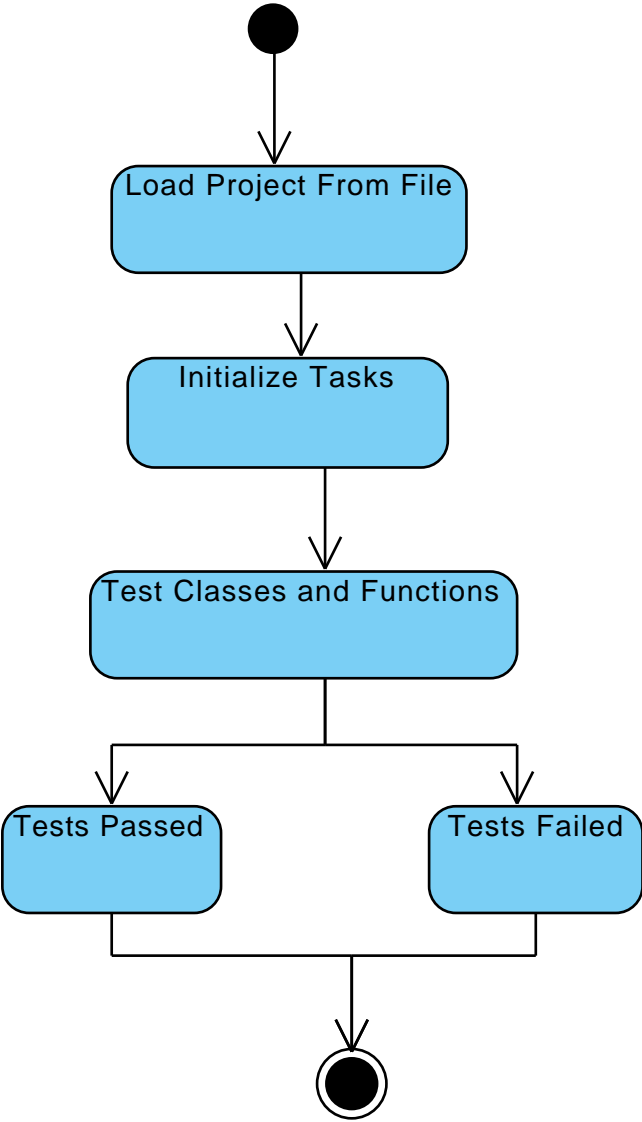 Load Project From File
Initialize Tasks
Test Classes and Functions
Tests Passed
Tests Failed